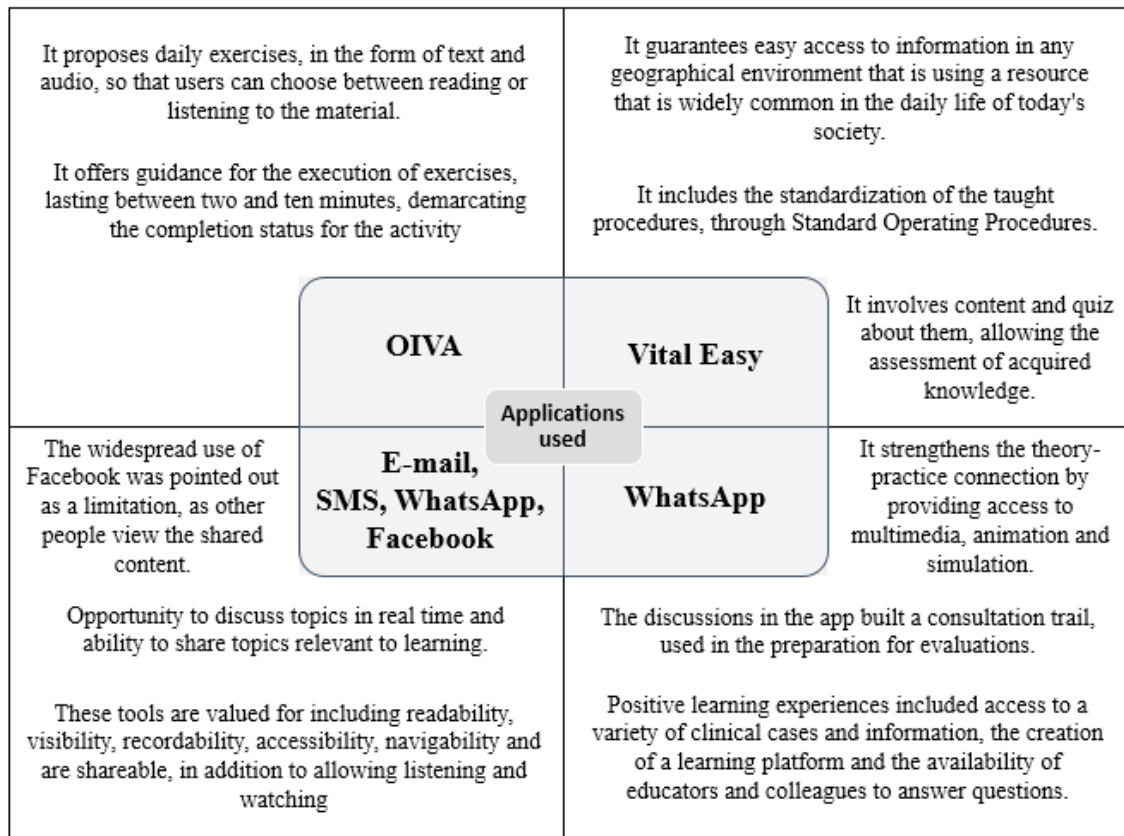 It proposes daily exercises, in the form of text and
audio, so that users can choose between reading or
listening to the material.
It offers guidance for the execution of exercises,
lasting between two and ten minutes, demarcating
the completion status for the activity
OIVA
It guarantees easy access to information in any
geographical environment that is using a resource
that is widely common in the daily life of today's
society.
It includes the standardization of the taught
procedures, through Standard Operating Procedures.
Vital Easy
It involves content and quiz
about them, allowing the
assessment of acquired
knowledge.
Applications
used
The widespread use of
Facebook was pointed out
as a limitation, as other
people view the shared
content.
E-mail,
SMS, WhatsApp,
Facebook
Opportunity to discuss topics in real time and
ability to share topics relevant to learning.
These tools are valued for including readability,
visibility, recordability, accessibility, navigability and
are shareable, in addition to allowing listening and
watching
WhatsApp
It strengthens the theory-
practice connection by
providing access to
multimedia, animation and
simulation.
The discussions in the app built a consultation trail,
used in the preparation for evaluations.
Positive learning experiences included access to a
variety of clinical cases and information, the creation
of a learning platform and the availability of
educators and colleagues to answer questions.